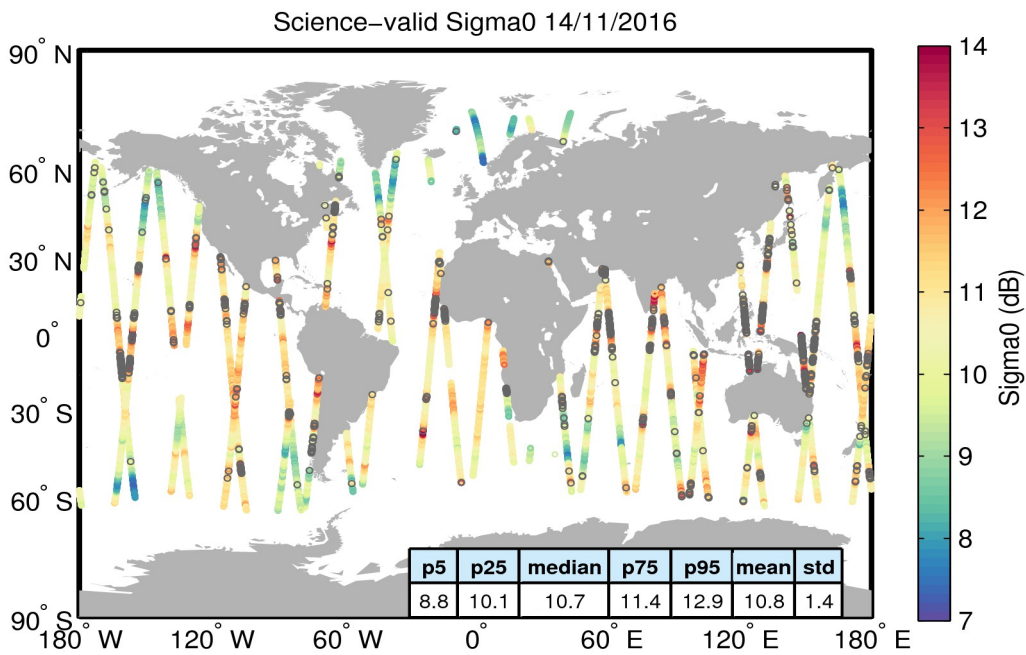 Science−valid Sigma0 14/11/2016
90° N
60° N
30° N
0°
30° S
60° S
90° S
180° W
120° W
60° W
0°
60° E
120° E
180° E
p5 p25 median p75 p95 mean std
8.8 10.1 10.7 11.4 12.9 10.8 1.4
14
13
12
11
10
9
8
7
Sigma0 (dB)